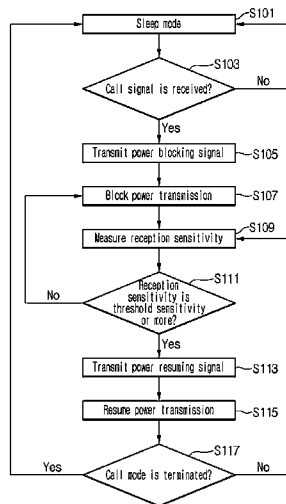 S101
Sleep mode
S103
Call signal is received?
No
Yes
Transmit power blocking signal
S105
Block power transmission
S107
S109
Measure reception sensitivity
S111
Reception
sensitivity is
threshold sensitivity
or more?
No
Yes
Transmit power resuming signal
S113
Resume power transmission
S115
S117
Call mode is terminated?
Yes
No